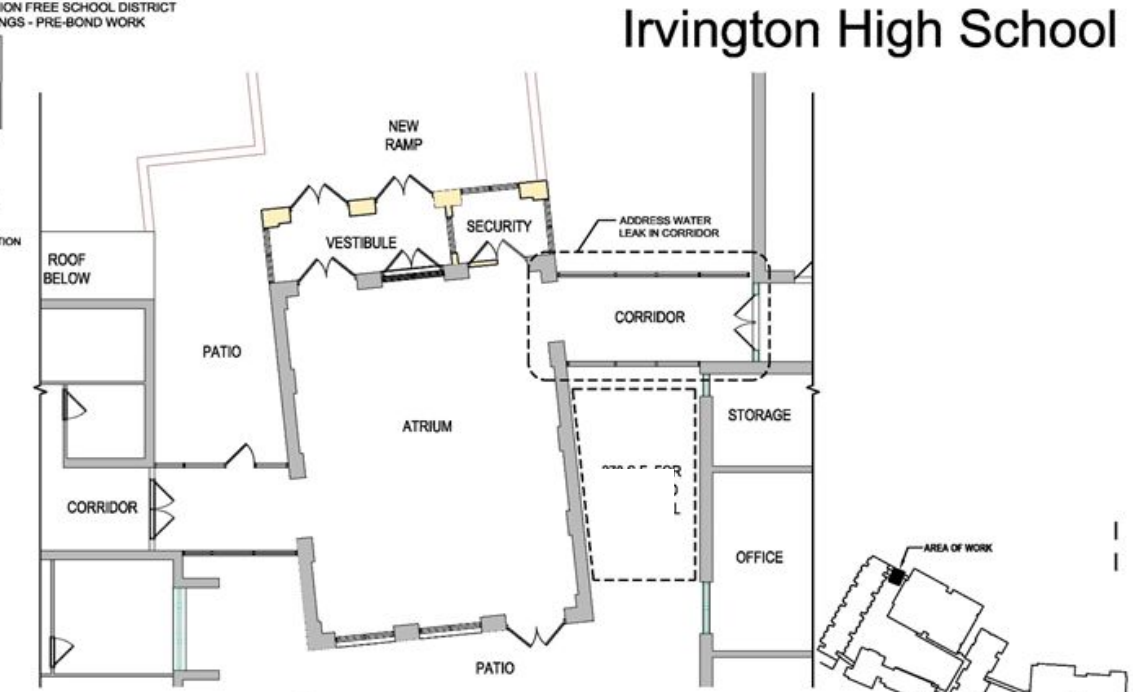 ION FREE SCHOOL DISTRICT
NGS - PRE-BOND WORK
Irvington High School
NEW
RAMP
SECURITY
ADDRESS WATER
LEAK IN CORRIDOR
VESTIBULE
TION
ROOF
BELOW
CORRIDOR
PATIO
STORAGE
ATRIUM
CORRIDOR
OFFICE
AREA OF WORK
PATIO